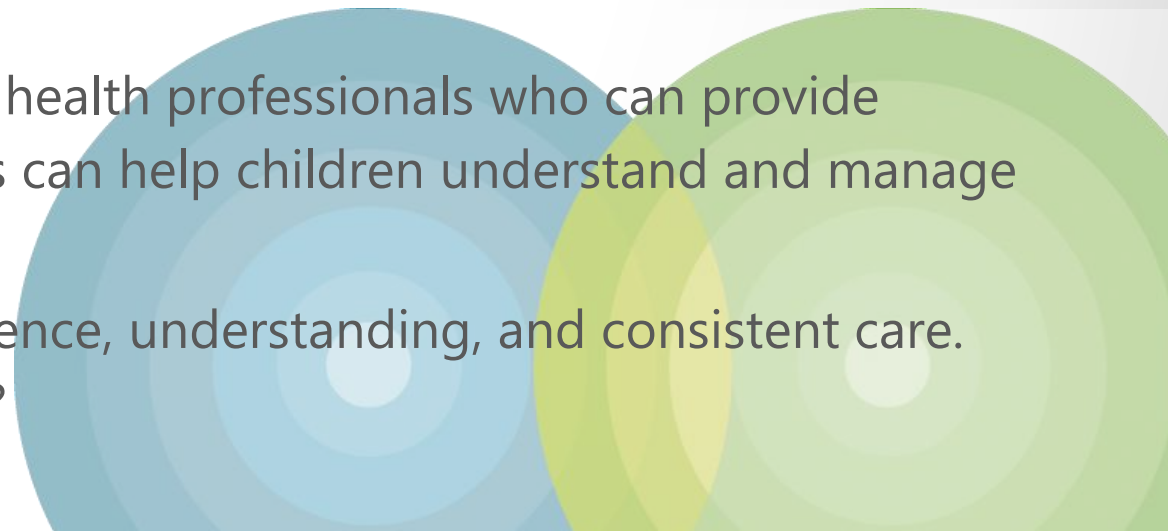 health professionals who can provide
s can help children understand and manage
ence, understanding, and consistent care.
?